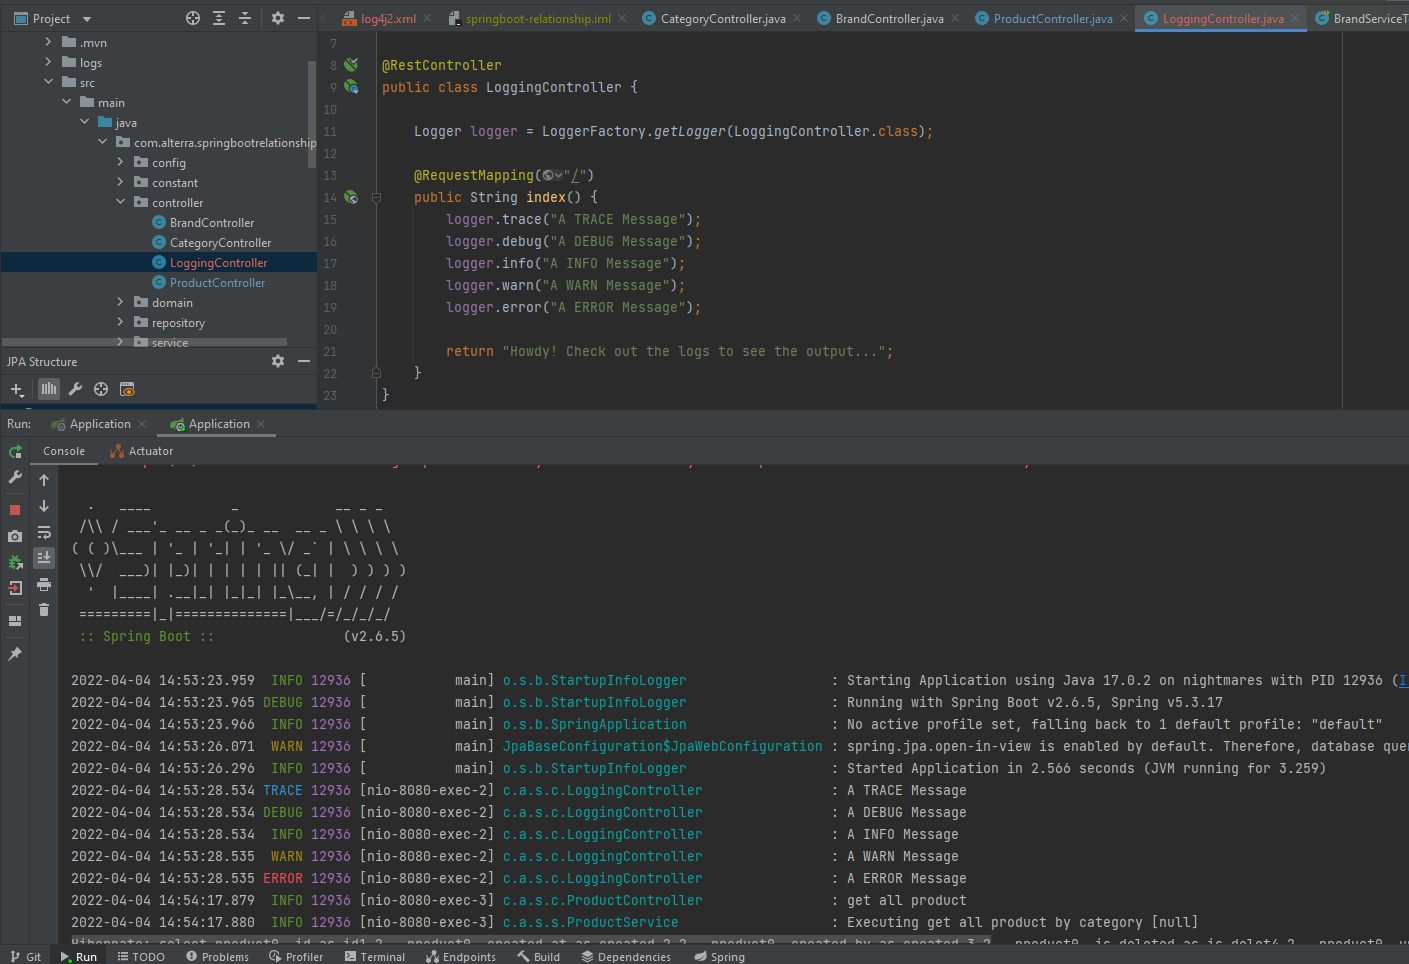 Project
log4j2.xml
springboot-relationship.iml
CategoryController.java
BrandController.java
ProductController.java
LoggingController.java
BrandServiceT
.mvn
logs
src
main
java
com.alterra.springbootrelationship
config
constant
controller
BrandController
CategoryController
LoggingController
ProductController
domain
repository
service
JPA Structure
7
8 @RestController
9 public class LoggingController {
10
11 Logger logger = LoggerFactory.getLogger(LoggingController.class);
12
13 @RequestMapping("/")
14 public String index() {
15 logger.trace("A TRACE Message");
16 logger.debug("A DEBUG Message");
17 logger.info("A INFO Message");
18 logger.warn("A WARN Message");
19 logger.error("A ERROR Message");
20
21 return "Howdy! Check out the logs to see the output...";
22 }
23 }
Run: Application Application
Console Actuator
:: Spring Boot :: (v2.6.5)
2022-04-04 14:53:23.959 INFO 12936 [ main] o.s.b.StartupInfoLogger : Starting Application using Java 17.0.2 on nightmares with PID 12936 (I
2022-04-04 14:53:23.965 DEBUG 12936 [ main] o.s.b.StartupInfoLogger : Running with Spring Boot v2.6.5, Spring v5.3.17
2022-04-04 14:53:23.966 INFO 12936 [ main] o.s.b.SpringApplication : No active profile set, falling back to 1 default profile: "default"
2022-04-04 14:53:26.071 WARN 12936 [ main] JpaBaseConfiguration$JpaWebConfiguration : spring.jpa.open-in-view is enabled by default. Therefore, database que
2022-04-04 14:53:26.296 INFO 12936 [ main] o.s.b.StartupInfoLogger : Started Application in 2.566 seconds (JVM running for 3.259)
2022-04-04 14:53:28.534 TRACE 12936 [nio-8080-exec-2] c.a.s.c.LoggingController : A TRACE Message
2022-04-04 14:53:28.534 DEBUG 12936 [nio-8080-exec-2] c.a.s.c.LoggingController : A DEBUG Message
2022-04-04 14:53:28.534 INFO 12936 [nio-8080-exec-2] c.a.s.c.LoggingController : A INFO Message
2022-04-04 14:53:28.535 WARN 12936 [nio-8080-exec-2] c.a.s.c.LoggingController : A WARN Message
2022-04-04 14:53:28.535 ERROR 12936 [nio-8080-exec-2] c.a.s.c.LoggingController : A ERROR Message
2022-04-04 14:54:17.879 INFO 12936 [nio-8080-exec-3] c.a.s.c.ProductController : get all product
2022-04-04 14:54:17.880 INFO 12936 [nio-8080-exec-3] c.a.s.s.ProductService : Executing get all product by category [null]
Hibernate: select
Git Run TODO Problems Profiler Terminal Endpoints Build Dependencies Spring